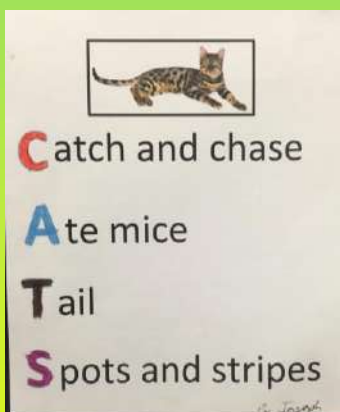 Catch and chase
Ate mice
Tail
Spots and stripes